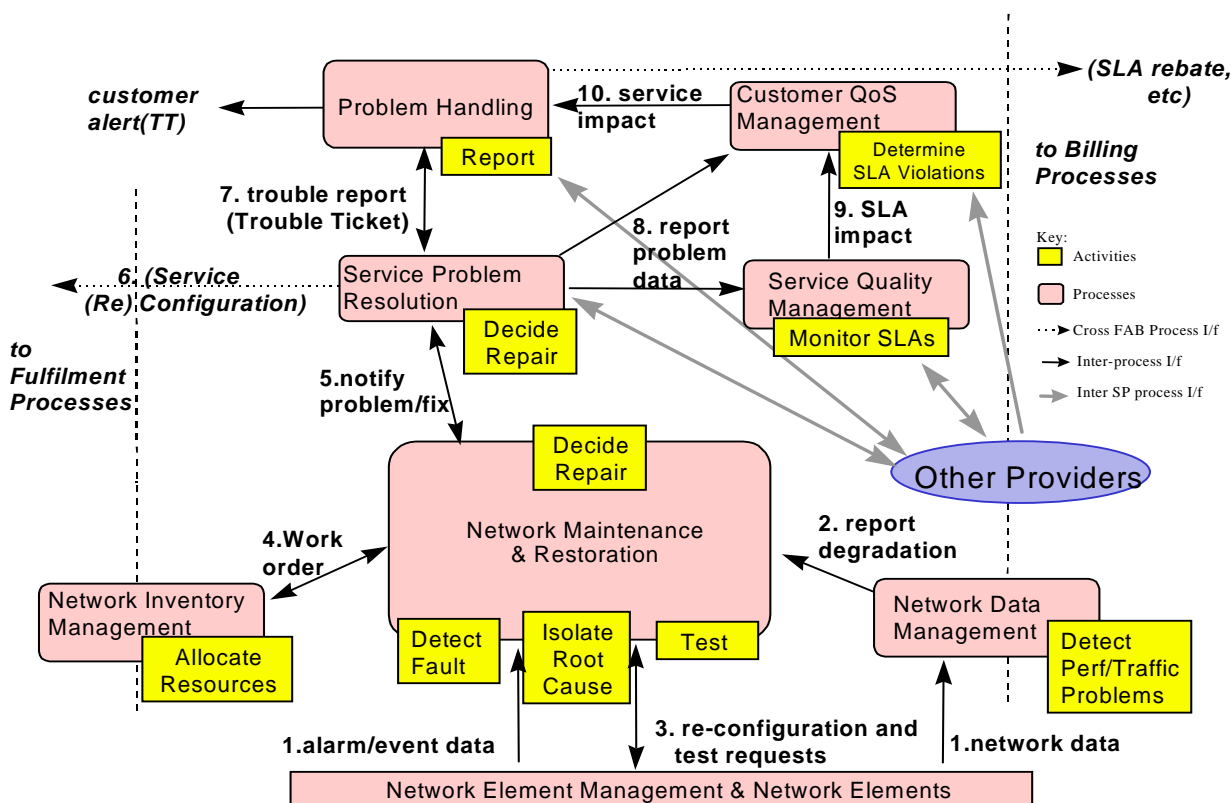 customer
alert(TT)
Problem Handling
Report
10. service
impact
Customer QoS
Management
Determine
SLA Violations
(SLA rebate,
etc)
to Billing
Processes
7. trouble report
(Trouble Ticket)
8. report
problem
data
9. SLA
impact
Key:
Activities
Processes
Cross FAB Process I/f
Inter-process I/f
Inter SP process I/f
6. (Service
(Re) Configuration)
Service Problem
Resolution
Decide
Repair
Service Quality
Management
Monitor SLAs
to
Fulfilment
Processes
5.notify
problem/fix
Decide
Repair
Network Maintenance
& Restoration
Other Providers
4.Work
order
2. report
degradation
Network Inventory
Management
Allocate
Resources
Detect
Fault
Isolate
Root
Cause
Test
Network Data
Management
Detect
Perf/Traffic
Problems
1.alarm/event data
3. re-configuration and
test requests
1.network data
Network Element Management & Network Elements